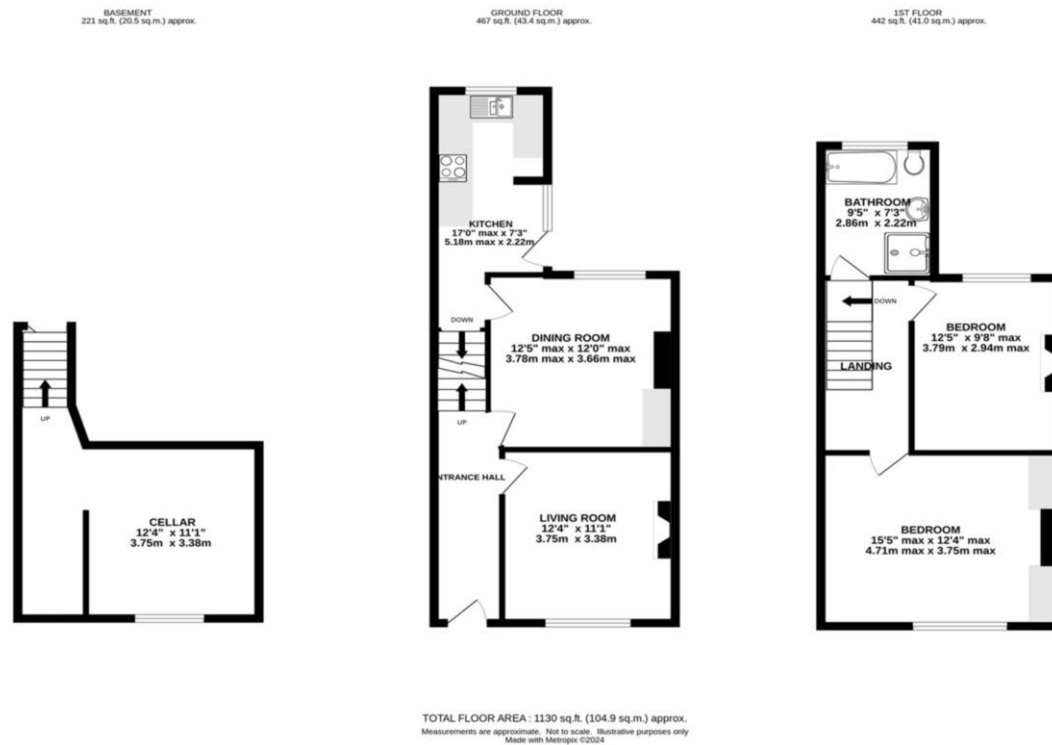 BASEMENT
221 sq.ft. (20.5 sq.m.) approx.
GROUND FLOOR
467 sq.ft. (43.4 sq.m.) approx.
1ST FLOOR
442 sq.ft. (41.0 sq.m.) approx.
UP
CELLAR
12'4" x 11'1"
3.75m x 3.38m
KITCHEN
17'0" max x 7'3"
5.18m max x 2.22m
DOWN
DINING ROOM
12'5" max x 12'0" max
3.78m max x 3.66m max
UP
NTRANCE HALL
LIVING ROOM
12'4" x 11'1"
3.75m x 3.38m
BATHROOM
9'5" x 7'3"
2.86m x 2.22m
DOWN
BEDROOM
12'5" x 9'8" max
3.79m x 2.94m max
LANDING
BEDROOM
15'5" max x 12'4" max
4.71m max x 3.75m max
TOTAL FLOOR AREA : 1130 sq.ft. (104.9 sq.m.) approx.
Measurements are approximate. Not to scale. Illustrative purposes only
Made with Metropix ©2024